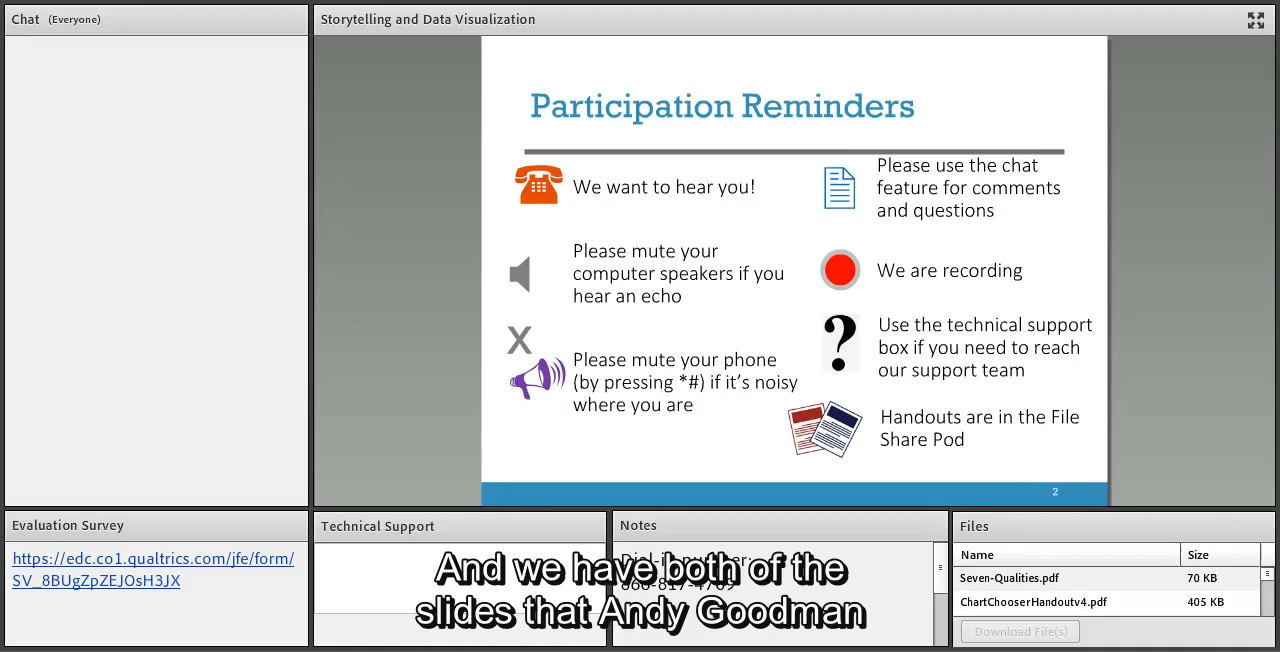 Chat (Everyone)
Storytelling and Data Visualization
Participation Reminders
We want to hear you!
Please mute your
computer speakers if you
hear an echo
X
Please mute your phone
(by pressing *#) if it's noisy
where you are
Please use the chat
feature for comments
and questions
We are recording
?
Use the technical support
box if you need to reach
our support team
Handouts are in the File
Share Pod
2
Evaluation Survey
https://edc.co1.qualtrics.com/jfe/form/
SV_8BUgZpZEJOsH3JX
Technical Support
Notes
Dial-in number:
Files
Name Size
Seven-Qualities.pdf 70 KB
ChartChooserHandoutv4.pdf 405 KB
Download File(s)
And we have both of the
slides that Andy Goodman